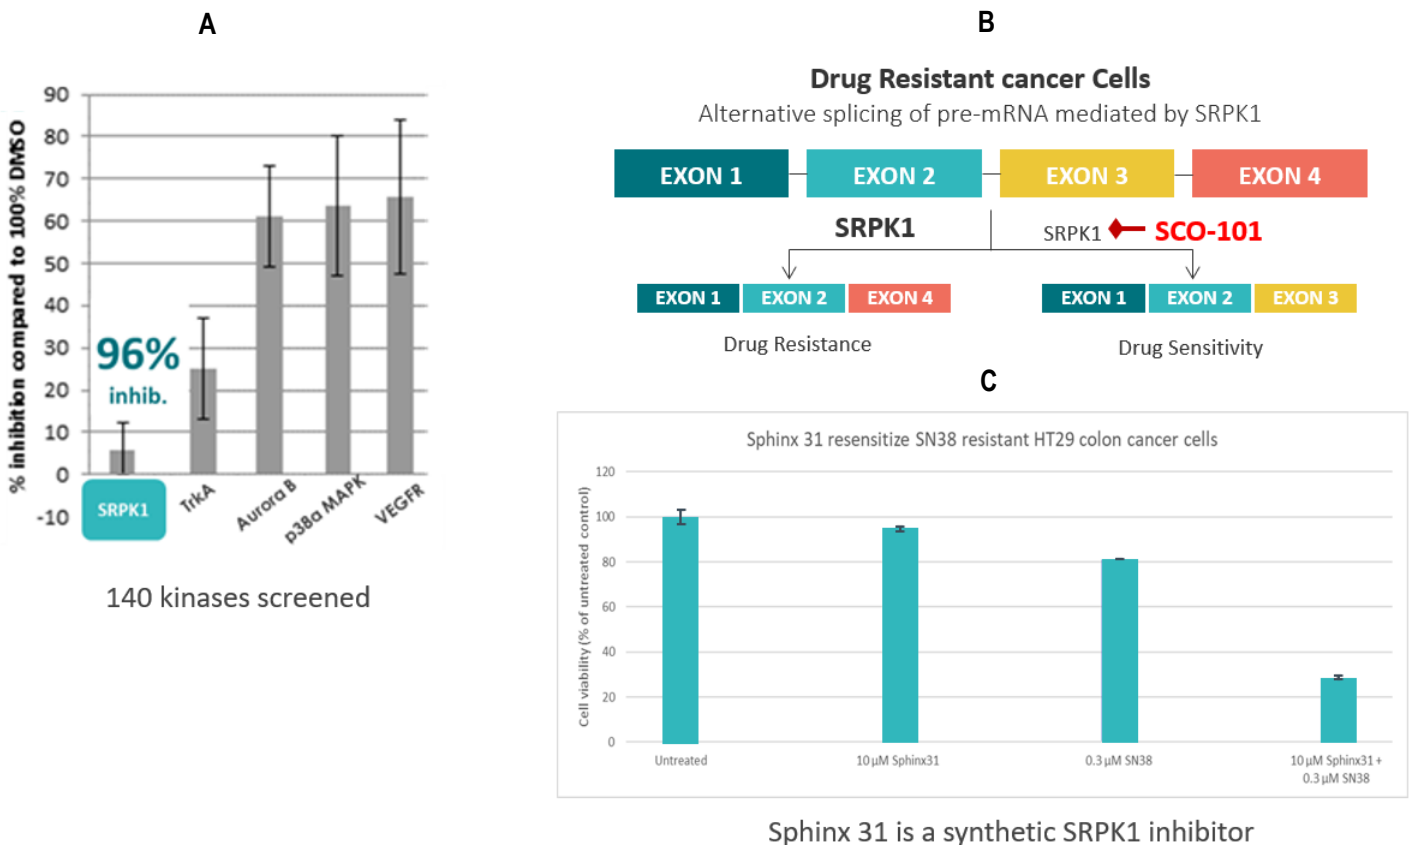 A
% inhibition compared to 100% DMSO
90
80
70
60
50
40
30
20
10
0
-10
96%
inhib.
SRPK1
TrkA
Aurora B
p38α MAPK
VEGFR
140 kinases screened
B
Drug Resistant cancer Cells
Alternative splicing of pre-mRNA mediated by SRPK1
EXON 1 EXON 2 EXON 3 EXON 4
SRPK1
SRPK1 SCO-101
EXON 1 EXON 2 EXON 4
EXON 1 EXON 2 EXON 3
Drug Resistance
Drug Sensitivity
C
Sphinx 31 resensitize SN38 resistant HT29 colon cancer cells
Cell viability (% of untreated control)
120
100
80
60
40
20
0
Untreated
10 µM Sphinx31
0.3 µM SN38
10 µM Sphinx31 +
0.3 µM SN38
Sphinx 31 is a synthetic SRPK1 inhibitor